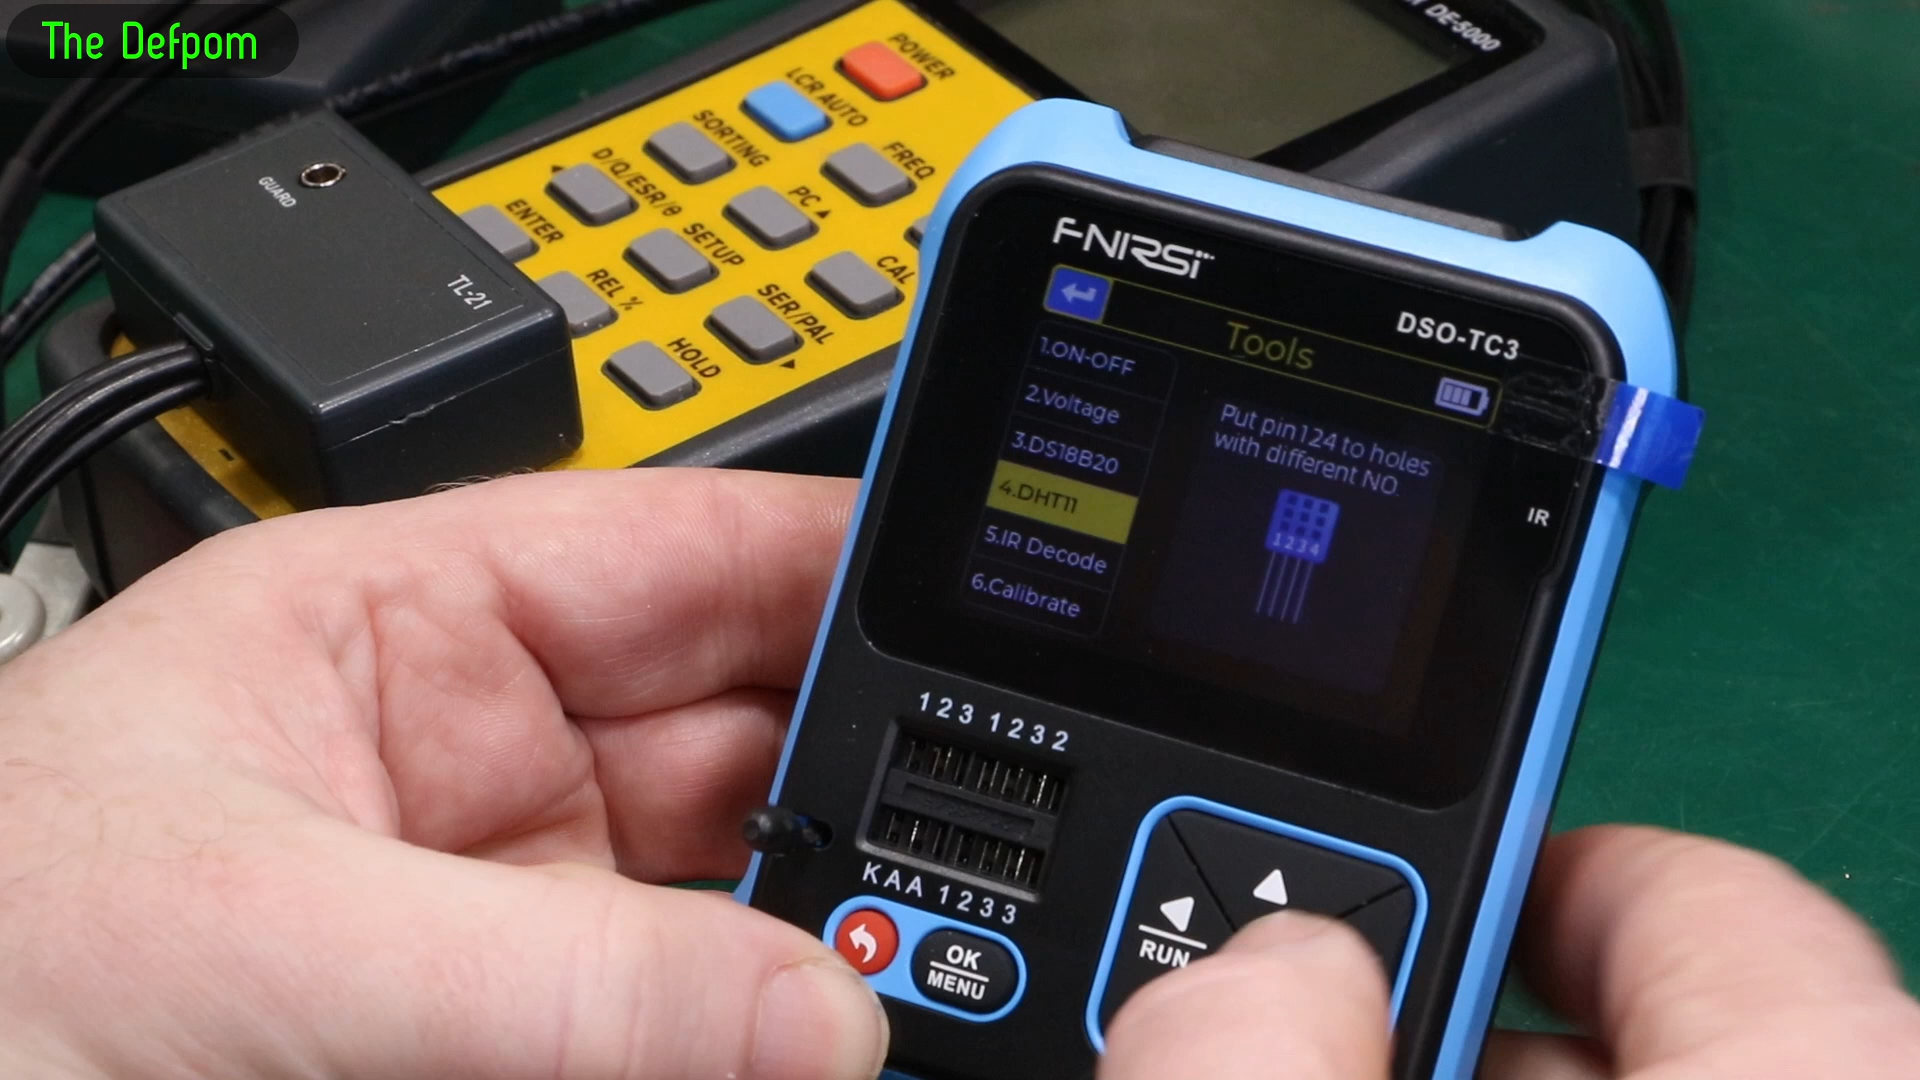 The Defpom
DE-5000
POWER
LCR AUTO
SORTING
FREQ
D/Q/ESR/θ
PC▲
ENTER
SETUP
CAL
REL %
SER/PAL
HOLD
GUARD
TL-21
FNIRSI
DSO-TC3
Tools
1.ON-OFF
2.Voltage
3.DS18B20
4.DHT11
5.IR Decode
6.Calibrate
Put pin124 to holes
with different NO.
1234
IR
1 2 3 1 2 3 2
K A A 1 2 3 3
OK
MENU
RUN